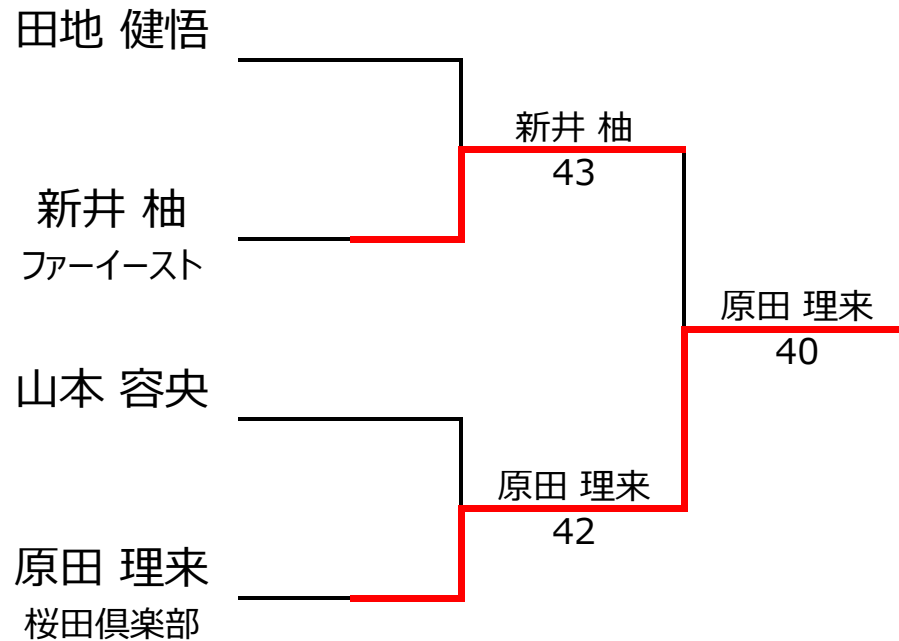 田地 健悟
新井 柚
43
新井 柚
ファーイースト
原田 理来
40
山本 容央
原田 理来
42
原田 理来
桜田倶楽部